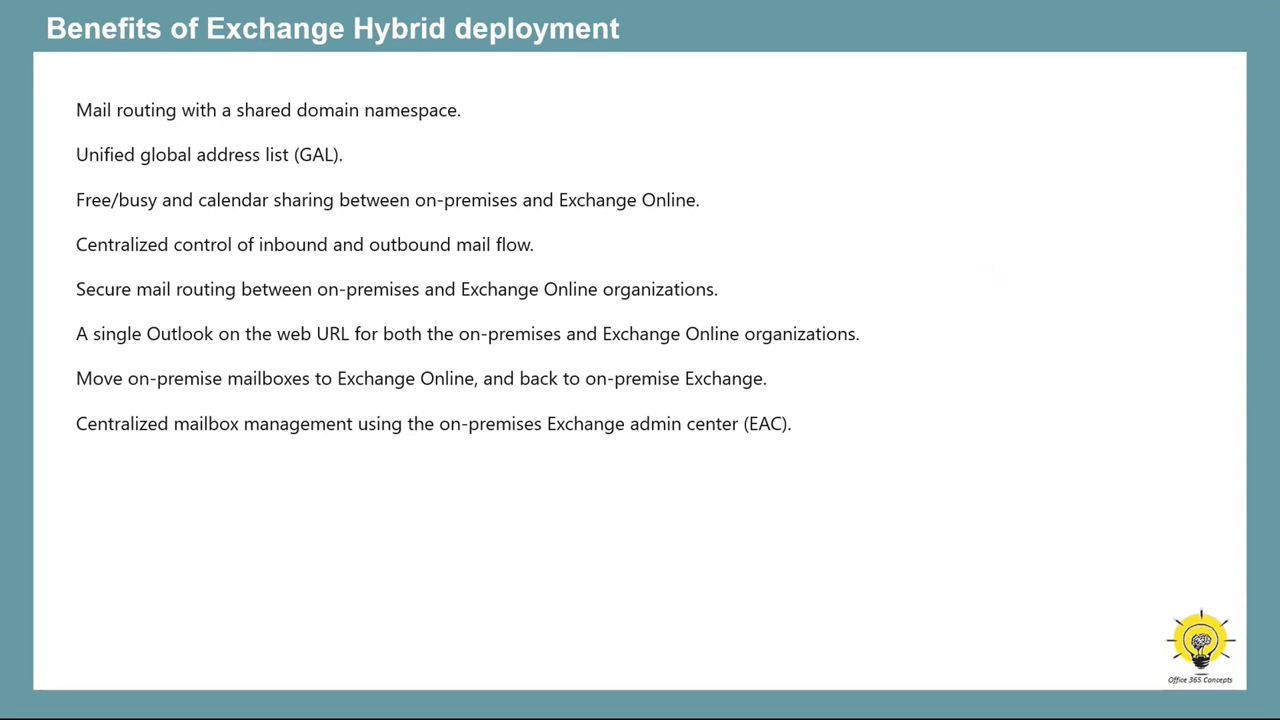 Benefits of Exchange Hybrid deployment
Mail routing with a shared domain namespace.
Unified global address list (GAL).
Free/busy and calendar sharing between on-premises and Exchange Online.
Centralized control of inbound and outbound mail flow.
Secure mail routing between on-premises and Exchange Online organizations.
A single Outlook on the web URL for both the on-premises and Exchange Online organizations.
Move on-premise mailboxes to Exchange Online, and back to on-premise Exchange.
Centralized mailbox management using the on-premises Exchange admin center (EAC).
Office 365 Concepts